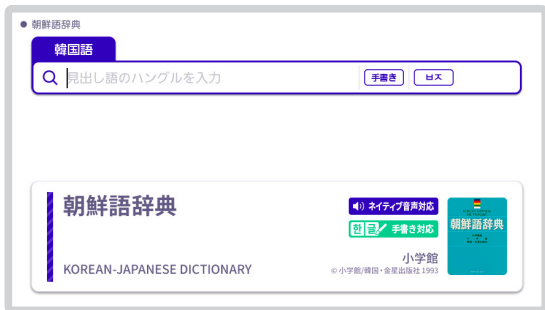 朝鮮語辞典
韓国語
見出し語のハングルを入力
手書き
ㅂㅈ
朝鮮語辞典
ネイティブ音声対応
한글 手書き対応
小学館
KOREAN-JAPANESE DICTIONARY
© 小学館/韓国・金星出版社 1993
朝鮮語辞典